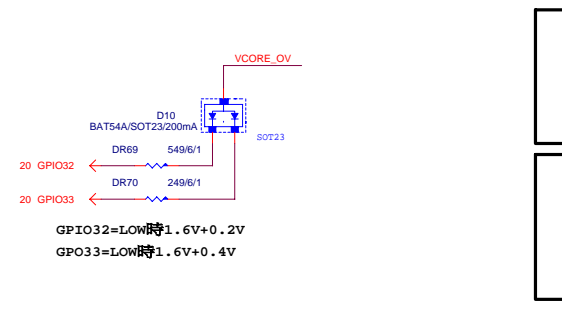 VCORE_OV
D10
BAT54A/SOT23/200mA
SOT23
DR69 549/6/1
20 GPIO32
DR70 249/6/1
20 GPIO33
GPIO32=LOW時1.6V+0.2V
GPO33=LOW時1.6V+0.4V